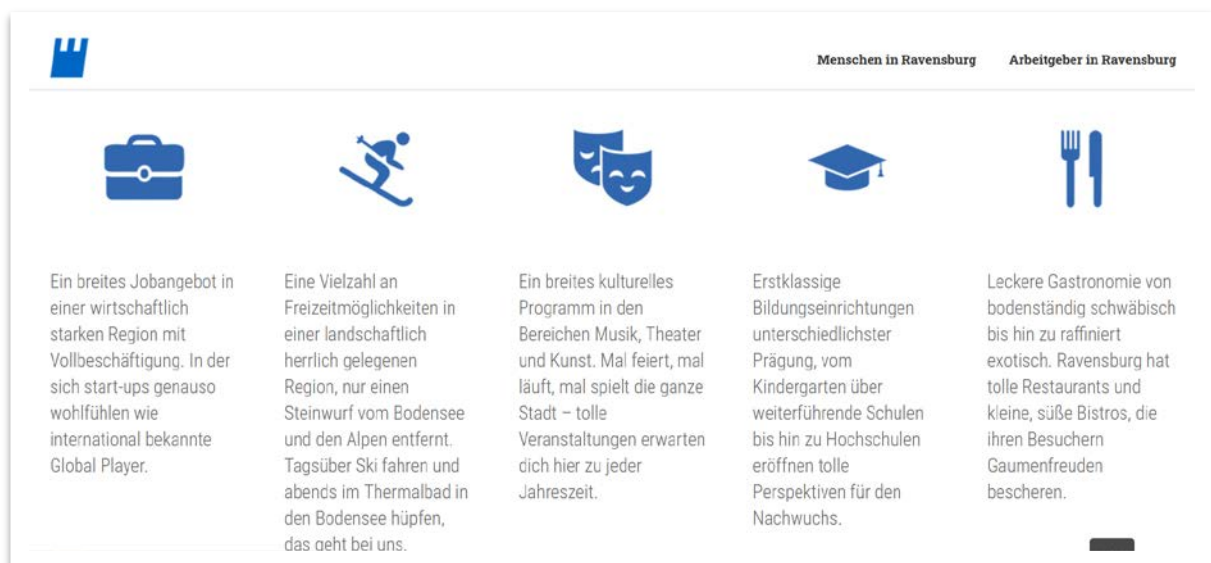 Menschen in Ravensburg
Arbeitgeber in Ravensburg
Ein breites Jobangebot in
einer wirtschaftlich
starken Region mit
Vollbeschäftigung. In der
sich start-ups genauso
wohlfühlen wie
international bekannte
Global Player.
Eine Vielzahl an
Freizeitmöglichkeiten in
einer landschaftlich
herrlich gelegenen
Region, nur einen
Steinwurf vom Bodensee
und den Alpen entfernt.
Tagsüber Ski fahren und
abends im Thermalbad in
den Bodensee hüpfen,
das geht bei uns.
Ein breites kulturelles
Programm in den
Bereichen Musik, Theater
und Kunst. Mal feiert, mal
läuft, mal spielt die ganze
Stadt – tolle
Veranstaltungen erwarten
dich hier zu jeder
Jahreszeit.
Erstklassige
Bildungseinrichtungen
unterschiedlichster
Prägung, vom
Kindergarten über
weiterführende Schulen
bis hin zu Hochschulen
eröffnen tolle
Perspektiven für den
Nachwuchs.
Leckere Gastronomie von
bodenständig schwäbisch
bis hin zu raffiniert
exotisch. Ravensburg hat
tolle Restaurants und
kleine, süße Bistros, die
ihren Besuchern
Gaumenfreuden
bescheren.